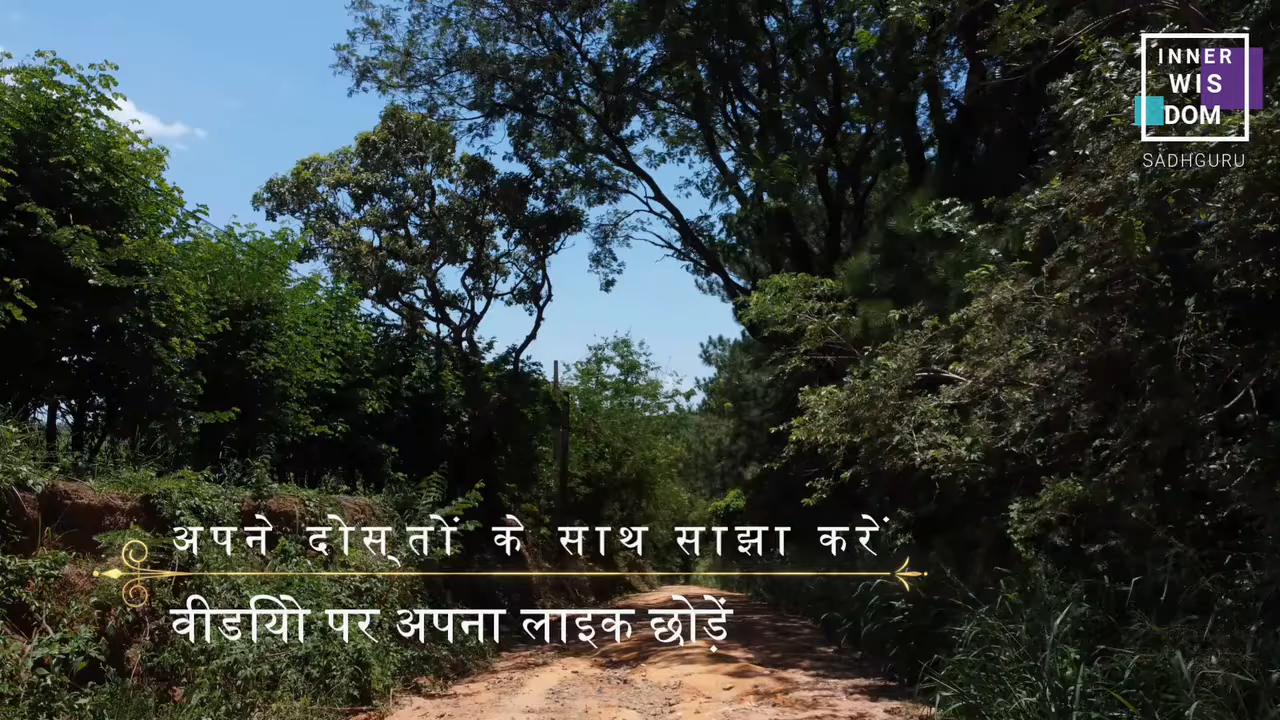 INNER
WIS
DOM
SADHGURU
अपने दोस्तों के साथ साझा करें
वीडियो पर अपना लाइक छोड़ें